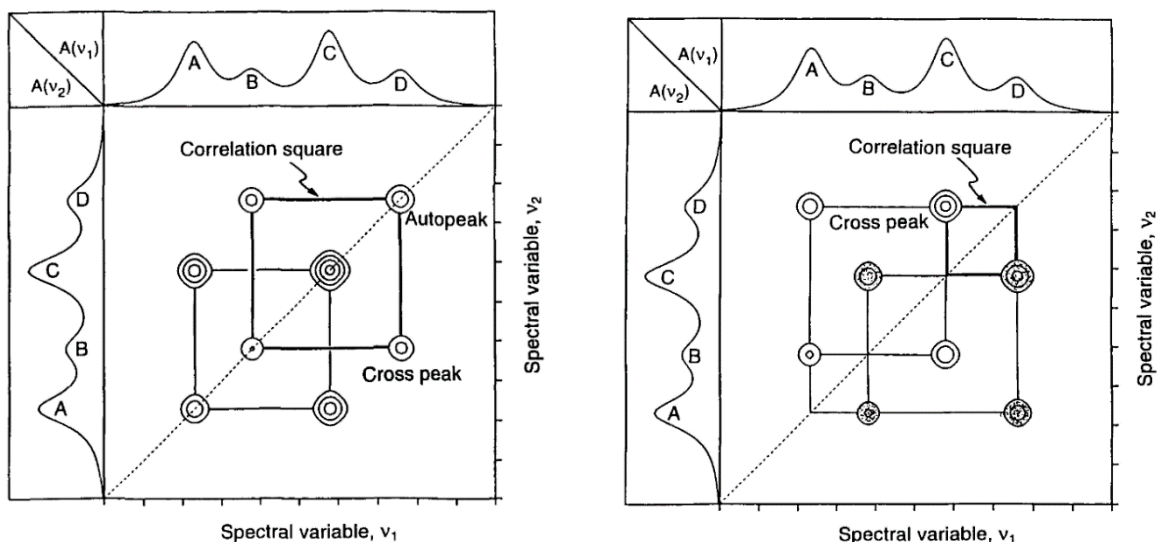 A(ν₁)
A(ν₂)
A
B
C
D
Correlation square
Autopeak
Cross peak
D
C
B
A
Spectral variable, ν₂
Spectral variable, ν₁
A(ν₁)
A(ν₂)
A
B
C
D
Correlation square
Cross peak
D
C
B
A
Spectral variable, ν₂
Spectral variable, ν₁